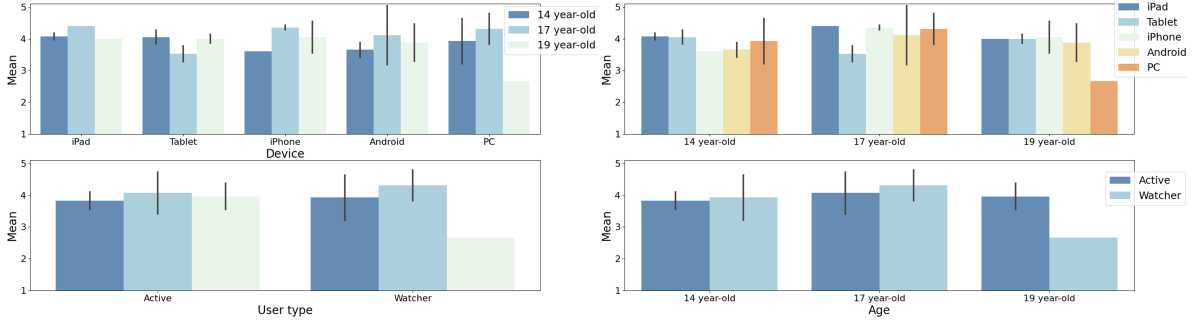 Mean
5
4
3
2
1
iPad
Tablet
iPhone
Android
PC
Device
14 year-old
17 year-old
19 year-old
Mean
5
4
3
2
1
14 year-old
17 year-old
19 year-old
iPad
Tablet
iPhone
Android
PC
Mean
5
4
3
2
1
Active
Watcher
User type
Mean
5
4
3
2
1
14 year-old
17 year-old
19 year-old
Age
Active
Watcher